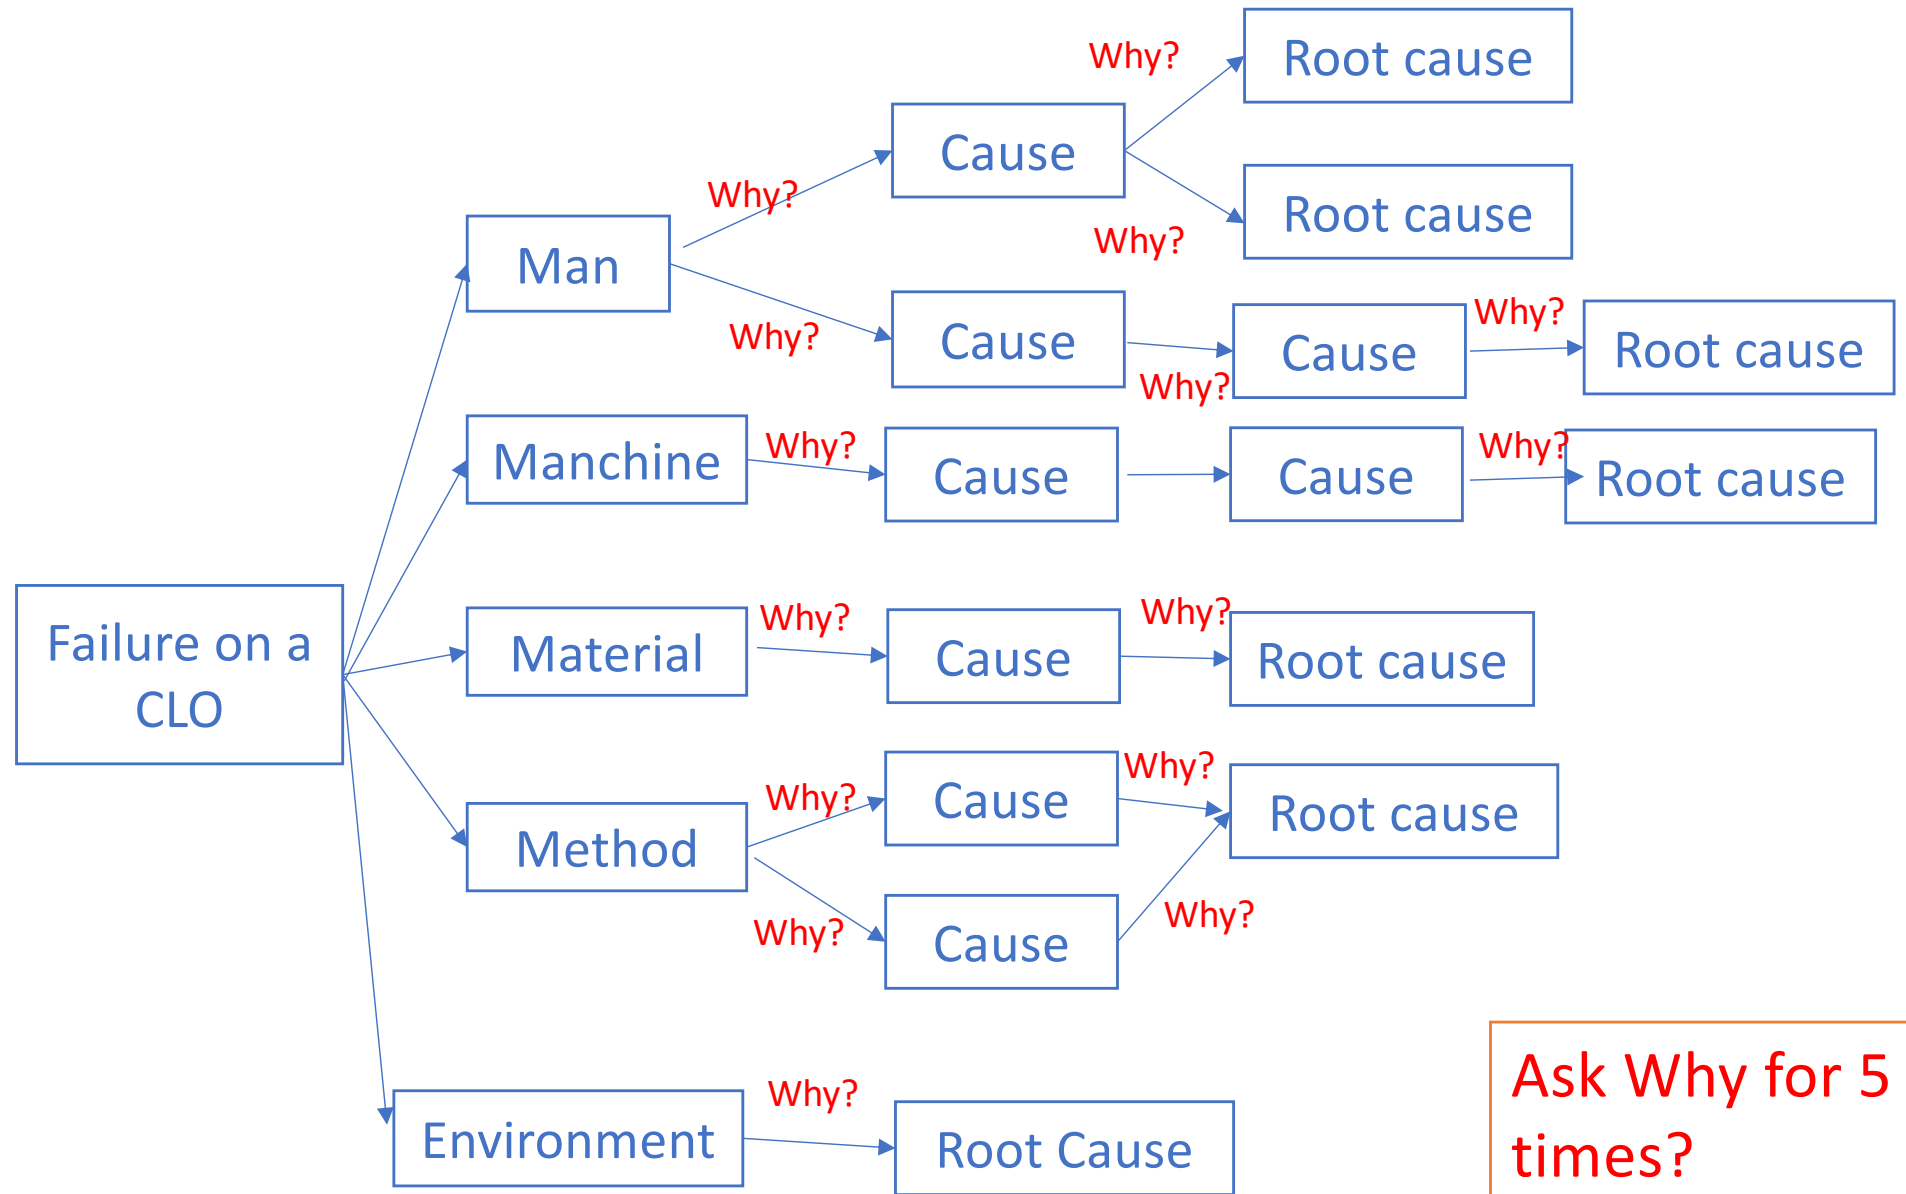 Why?
Root cause
Cause
Why?
Why?
Root cause
Man
Why?
Cause
Why?
Cause
Why?
Root cause
Manchine
Why?
Cause
Cause
Why?
Root cause
Failure on a
CLO
Material
Why?
Cause
Why?
Root cause
Method
Why?
Cause
Why?
Root cause
Why?
Cause
Why?
Environment
Why?
Root Cause
Ask Why for 5
times?